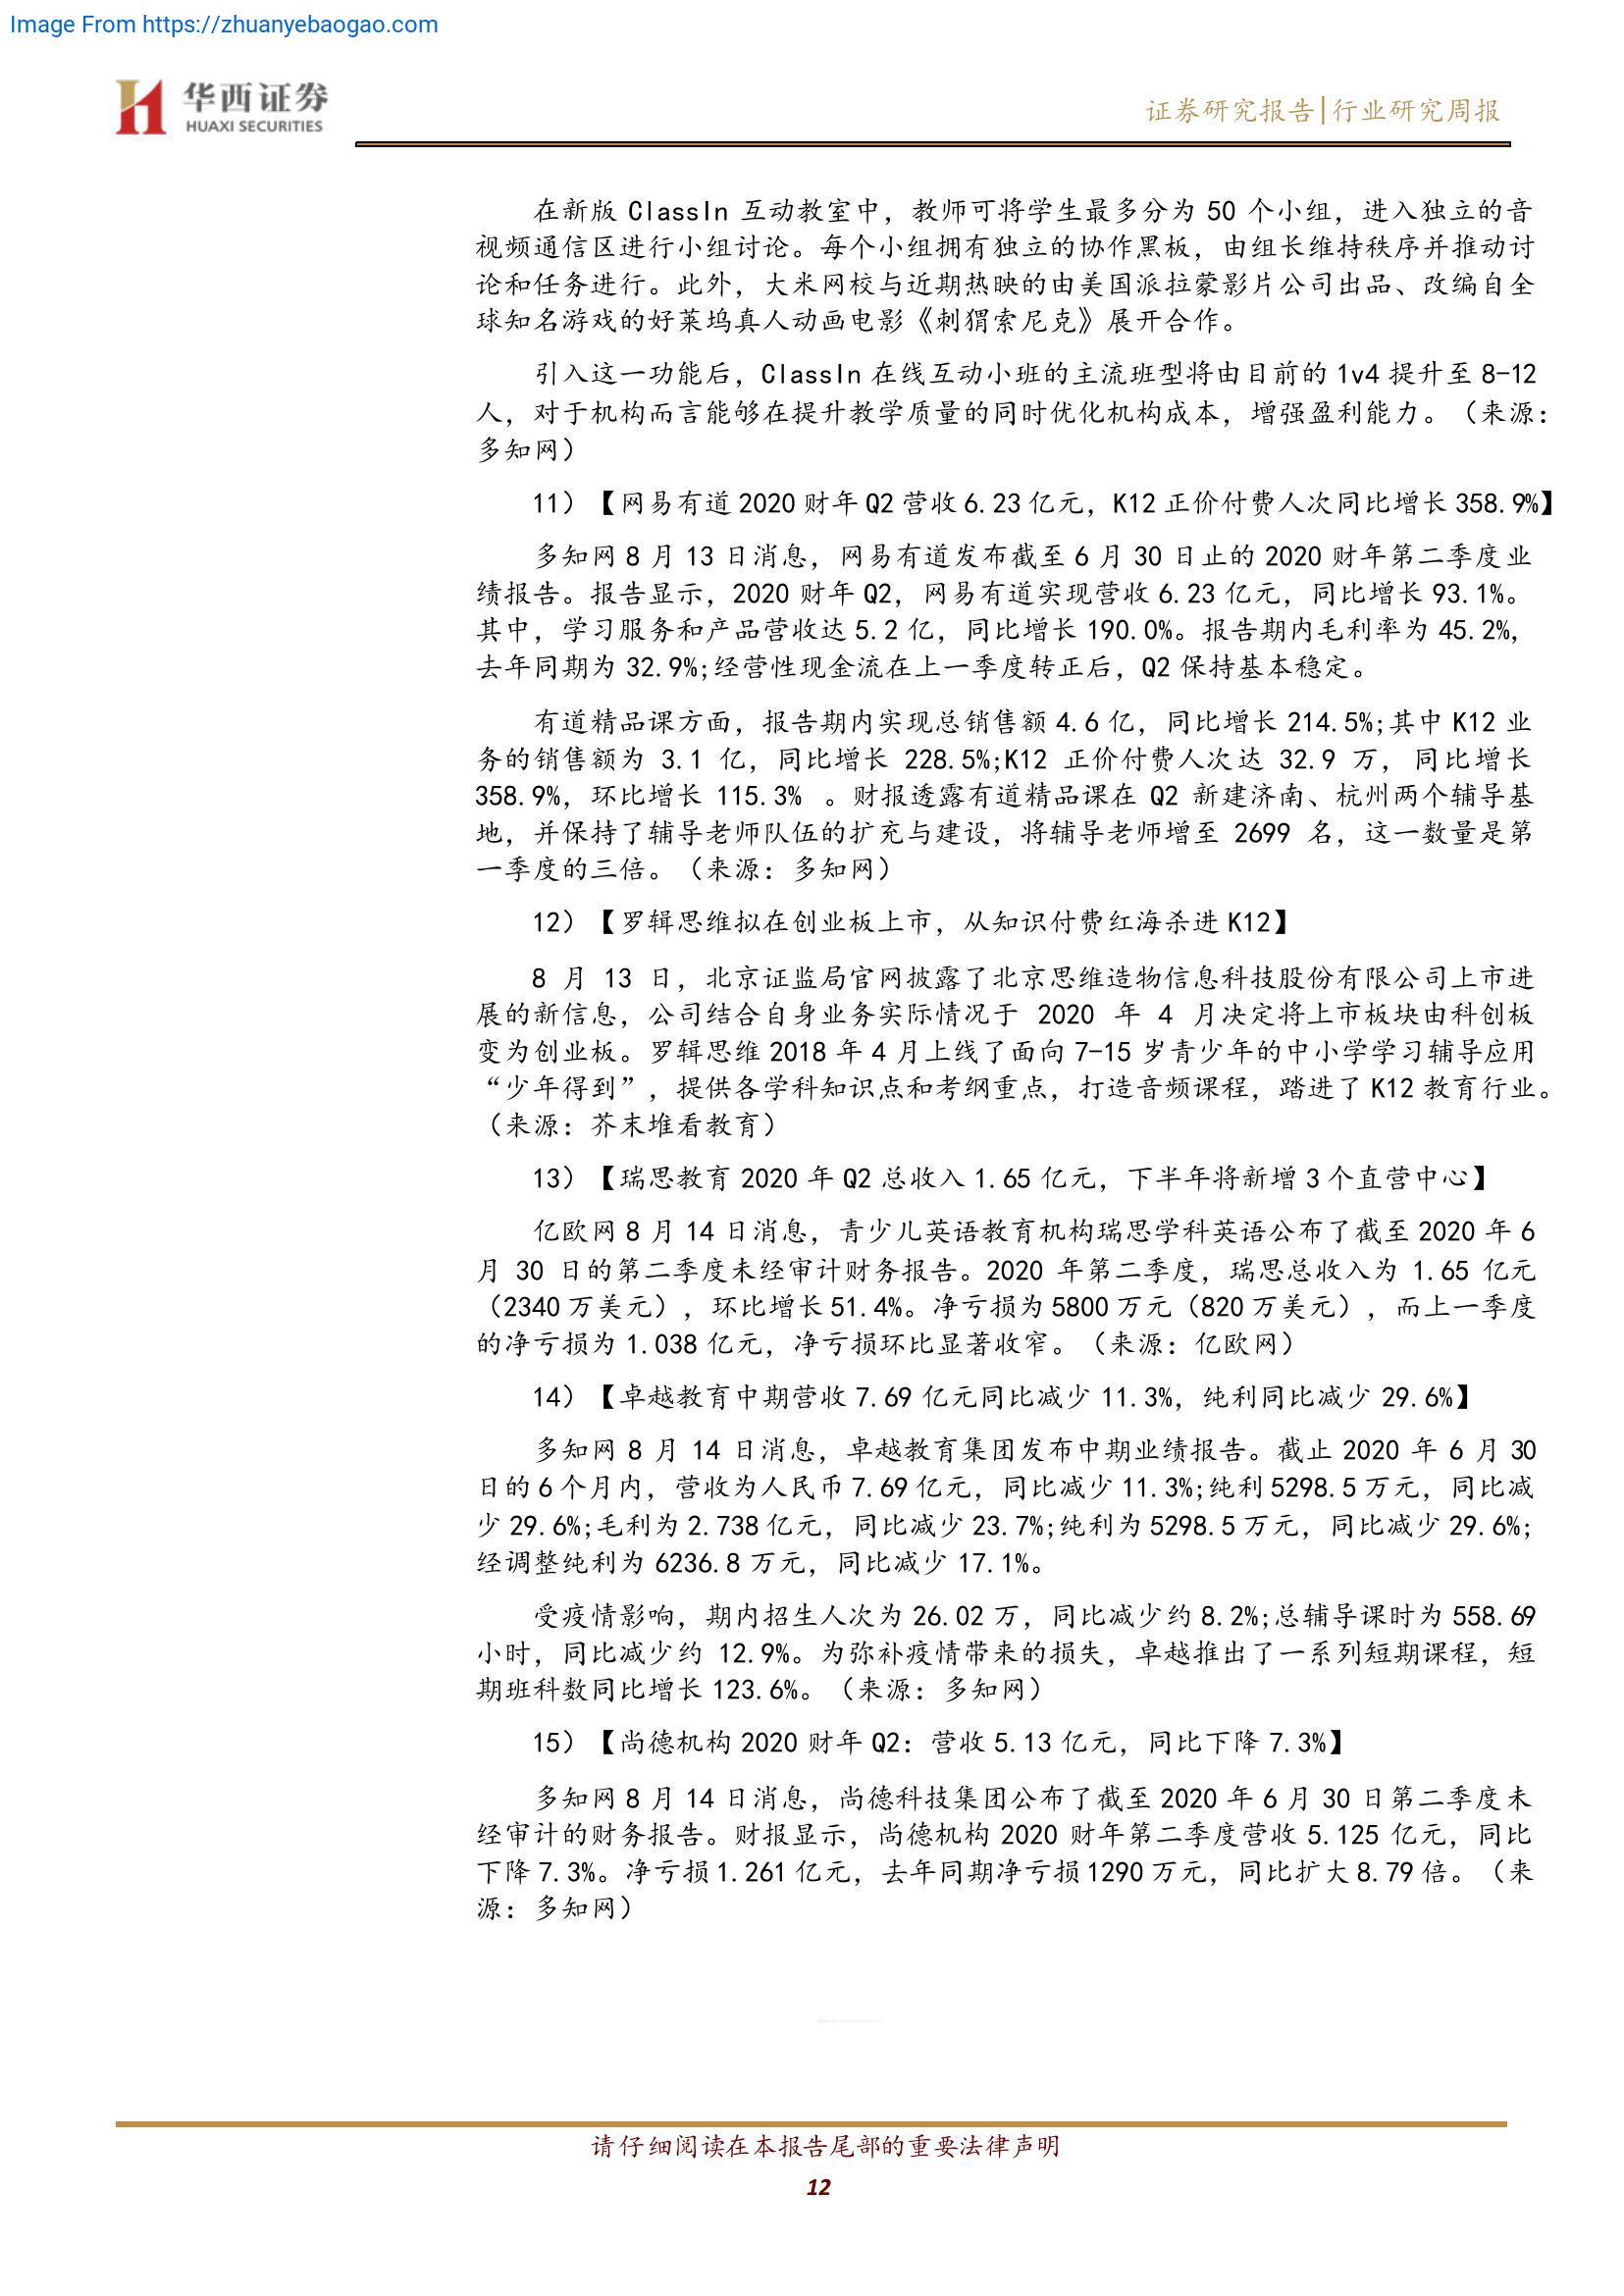 Image From https://zhuanyebaogao.com
华西证券
HUAXI SECURITIES
证券研究报告|行业研究周报
在新版 ClassIn 互动教室中，教师可将学生最多分为 50 个小组，进入独立的音
视频通信区进行小组讨论。每个小组拥有独立的协作黑板，由组长维持秩序并推动讨
论和任务进行。此外，大米网校与近期热映的由美国派拉蒙影片公司出品、改编自全
球知名游戏的好莱坞真人动画电影《刺猬索尼克》展开合作。
引入这一功能后，ClassIn 在线互动小班的主流班型将由目前的 1v4 提升至 8-12
人，对于机构而言能够在提升教学质量的同时优化机构成本，增强盈利能力。（来源：
多知网）
11）【网易有道 2020 财年 Q2 营收 6.23 亿元，K12 正价付费人次同比增长 358.9%】
多知网 8 月 13 日消息，网易有道发布截至 6 月 30 日止的 2020 财年第二季度业
绩报告。报告显示，2020 财年 Q2，网易有道实现营收 6.23 亿元，同比增长 93.1%。
其中，学习服务和产品营收达 5.2 亿，同比增长 190.0%。报告期内毛利率为 45.2%，
去年同期为 32.9%;经营性现金流在上一季度转正后，Q2 保持基本稳定。
有道精品课方面，报告期内实现总销售额 4.6 亿，同比增长 214.5%;其中 K12 业
务的销售额为 3.1 亿，同比增长 228.5%;K12 正价付费人次达 32.9 万，同比增长
358.9%，环比增长 115.3% 。财报透露有道精品课在 Q2 新建济南、杭州两个辅导基
地，并保持了辅导老师队伍的扩充与建设，将辅导老师增至 2699 名，这一数量是第
一季度的三倍。（来源：多知网）
12）【罗辑思维拟在创业板上市，从知识付费红海杀进 K12】
8 月 13 日，北京证监局官网披露了北京思维造物信息科技股份有限公司上市进
展的新信息，公司结合自身业务实际情况于 2020 年 4 月决定将上市板块由科创板
变为创业板。罗辑思维 2018 年 4 月上线了面向 7-15 岁青少年的中小学学习辅导应用
“少年得到”，提供各学科知识点和考纲重点，打造音频课程，踏进了 K12 教育行业。
（来源：芥末堆看教育）
13）【瑞思教育 2020 年 Q2 总收入 1.65 亿元，下半年将新增 3 个直营中心】
亿欧网 8 月 14 日消息，青少儿英语教育机构瑞思学科英语公布了截至 2020 年 6
月 30 日的第二季度未经审计财务报告。2020 年第二季度，瑞思总收入为 1.65 亿元
（2340 万美元），环比增长 51.4%。净亏损为 5800 万元（820 万美元），而上一季度
的净亏损为 1.038 亿元，净亏损环比显著收窄。（来源：亿欧网）
14）【卓越教育中期营收 7.69 亿元同比减少 11.3%，纯利同比减少 29.6%】
多知网 8 月 14 日消息，卓越教育集团发布中期业绩报告。截止 2020 年 6 月 30
日的 6 个月内，营收为人民币 7.69 亿元，同比减少 11.3%;纯利 5298.5 万元，同比减
少 29.6%;毛利为 2.738 亿元，同比减少 23.7%;纯利为 5298.5 万元，同比减少 29.6%;
经调整纯利为 6236.8 万元，同比减少 17.1%。
受疫情影响，期内招生人次为 26.02 万，同比减少约 8.2%;总辅导课时为 558.69
小时，同比减少约 12.9%。为弥补疫情带来的损失，卓越推出了一系列短期课程，短
期班科数同比增长 123.6%。（来源：多知网）
15）【尚德机构 2020 财年 Q2：营收 5.13 亿元，同比下降 7.3%】
多知网 8 月 14 日消息，尚德科技集团公布了截至 2020 年 6 月 30 日第二季度未
经审计的财务报告。财报显示，尚德机构 2020 财年第二季度营收 5.125 亿元，同比
下降 7.3%。净亏损 1.261 亿元，去年同期净亏损 1290 万元，同比扩大 8.79 倍。（来
源：多知网）
请仔细阅读在本报告尾部的重要法律声明
12